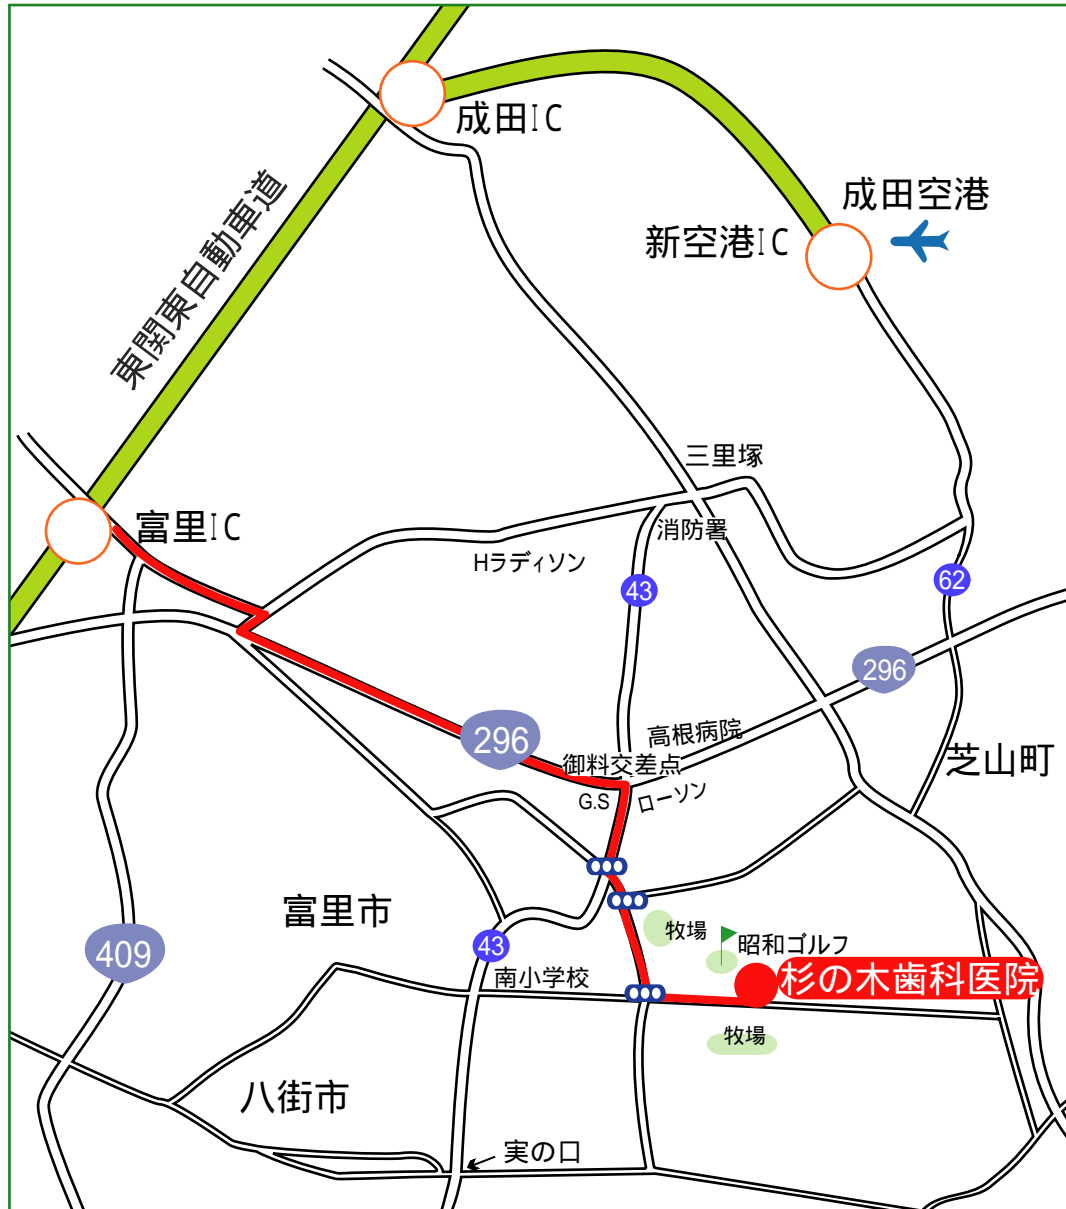 成田IC
成田空港
新空港IC
東関東自動車道
三里塚
富里IC
消防署
Hラディソン
43
62
296
高根病院
296
御料交差点
芝山町
G.S
ローソン
富里市
牧場
昭和ゴルフ
409
43
南小学校
杉の木歯科医院
牧場
八街市
実の口